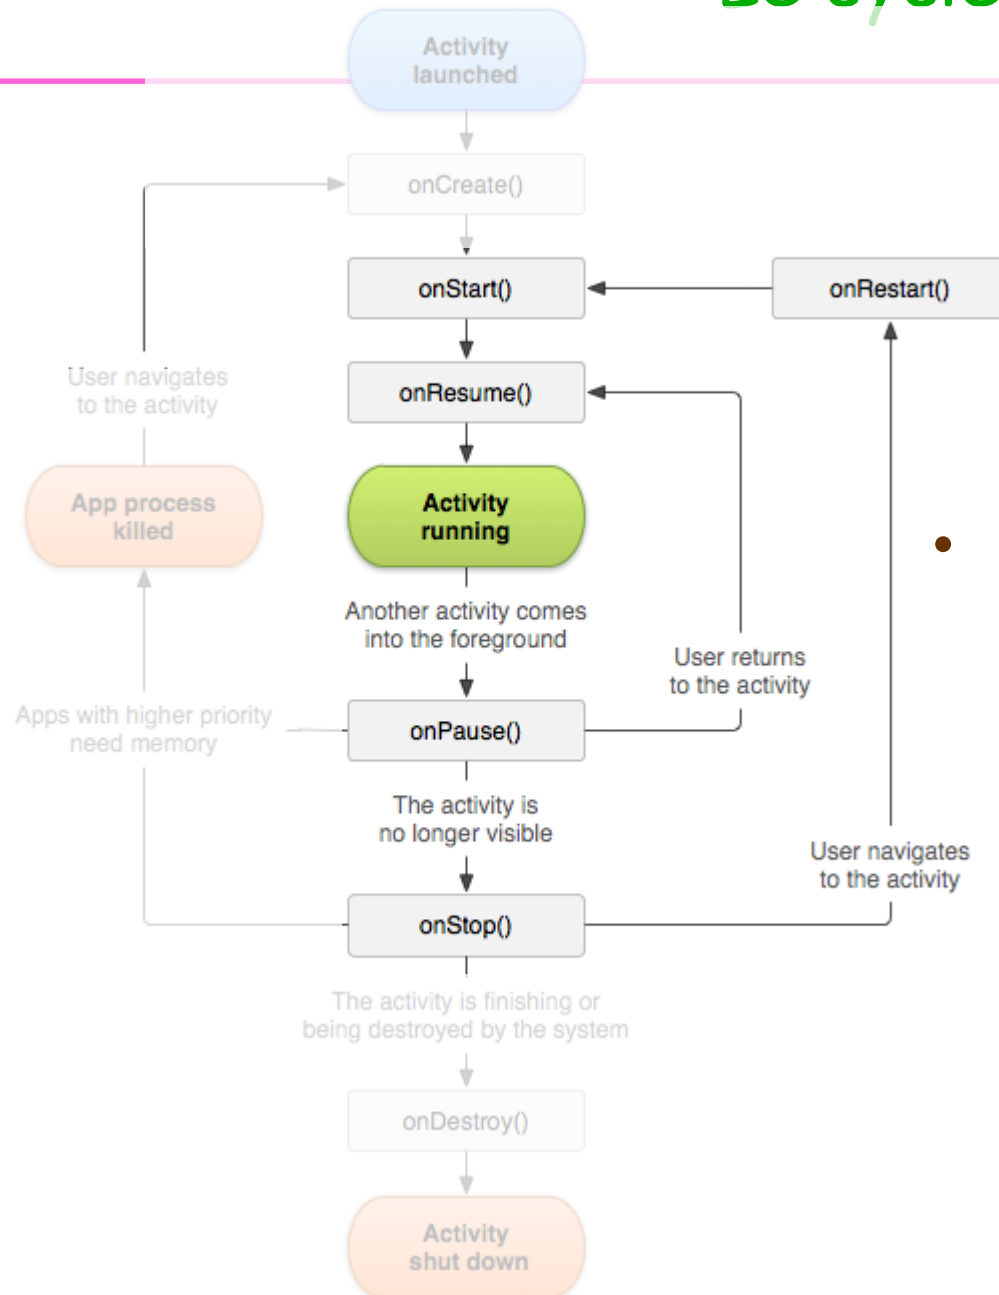 Activity
launched
onCreate()
onStart()
onRestart()
User navigates
to the activity
onResume()
App process
killed
Activity
running
Another activity comes
into the foreground
User returns
to the activity
Apps with higher priority
need memory
onPause()
The activity is
no longer visible
User navigates
to the activity
onStop()
The activity is finishing or
being destroyed by the system
onDestroy()
Activity
shut down